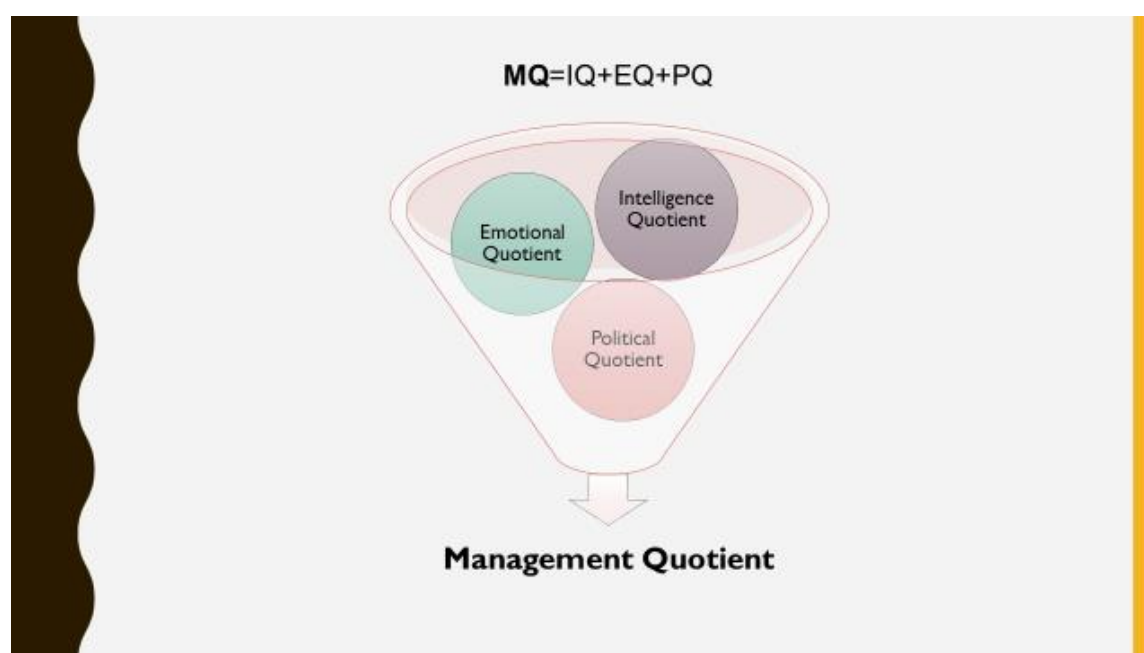 MQ=IQ+EQ+PQ
Intelligence
Quotient
Emotional
Quotient
Political
Quotient
Management Quotient